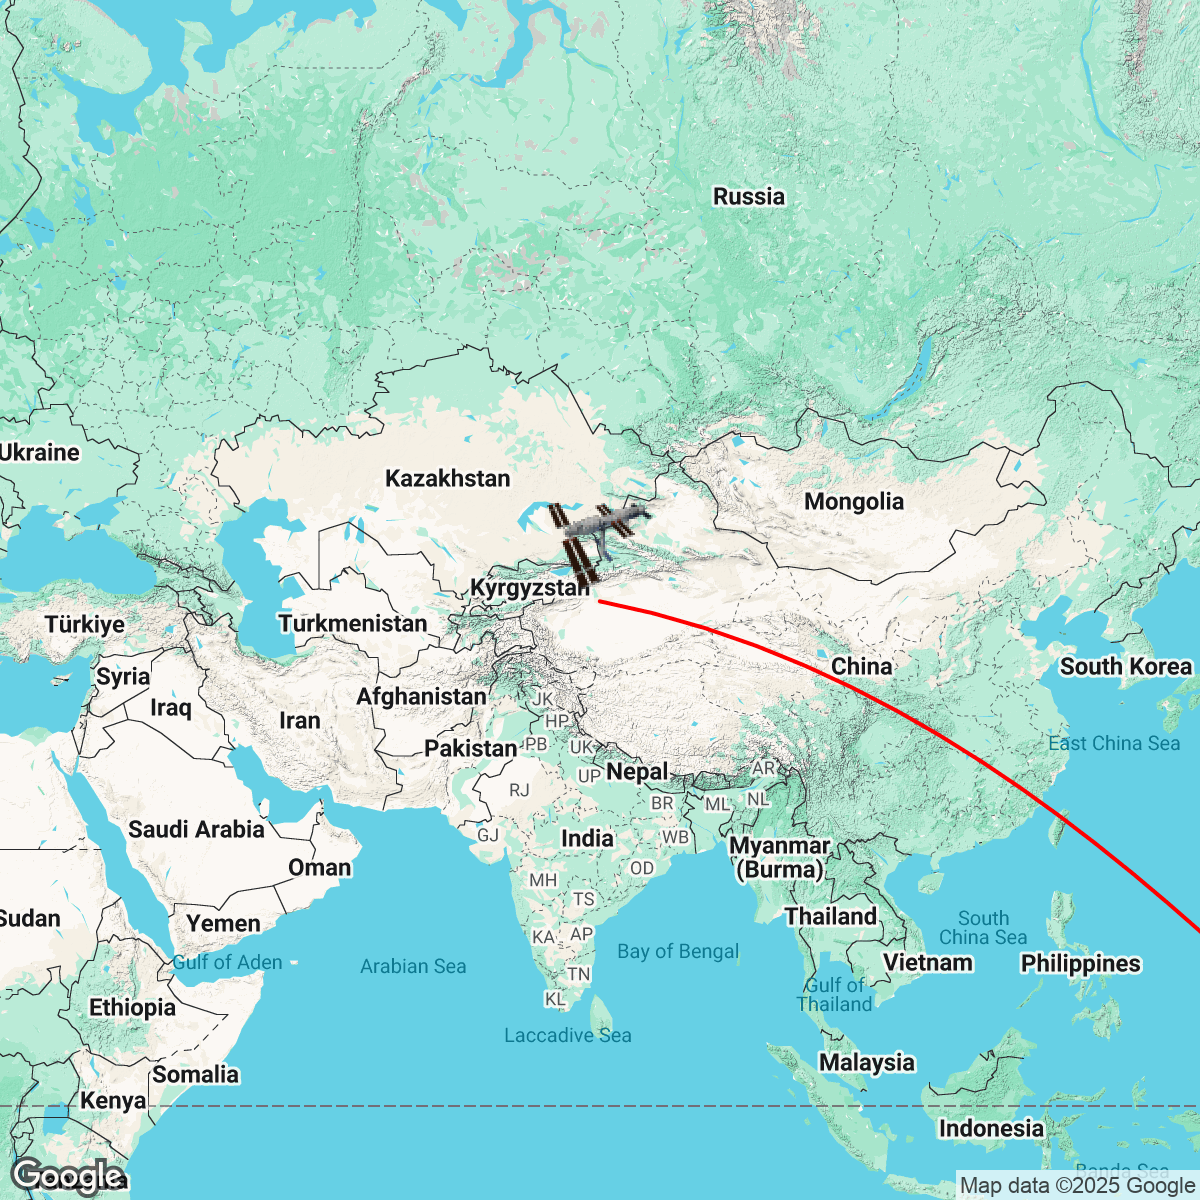 Russia
Ukraine
Kazakhstan
Mongolia
Kyrgyzstan
Türkiye
Turkmenistan
Syria
China
South Korea
Afghanistan
JK
Iraq
Iran
HP
East China Sea
Pakistan
PB
UK
Nepal
AR
UP
RJ
BR
ML
NL
Saudi Arabia
GJ
India
WB
Myanmar
(Burma)
Oman
OD
MH
TS
Sudan
Yemen
Thailand
South
China Sea
KA
AP
Bay of Bengal
Gulf of Aden
Arabian Sea
Vietnam
Philippines
TN
Gulf of
Thailand
KL
Ethiopia
Laccadive Sea
Malaysia
Somalia
Kenya
Indonesia
Banda Sea
Google
Map data ©2025 Google